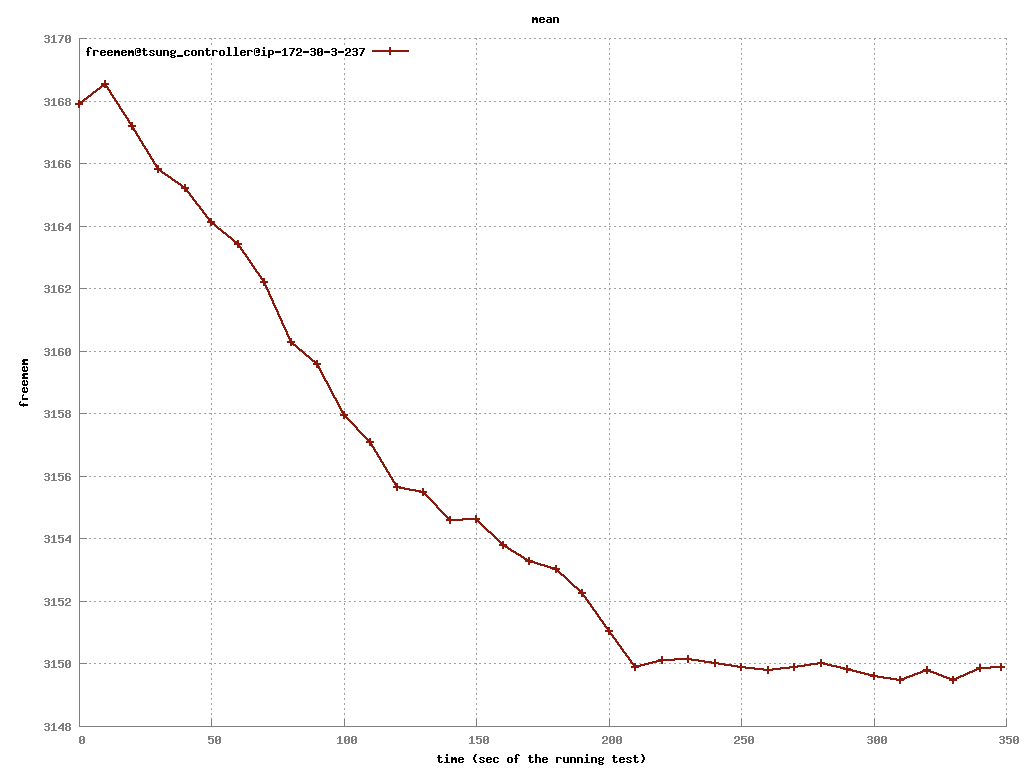 mean
3170
freemem@tsung_controller@ip-172-30-3-237
3168
3166
3164
3162
3160
freemem
3158
3156
3154
3152
3150
3148
0 50 100 150 200 250 300 350
time (sec of the running test)